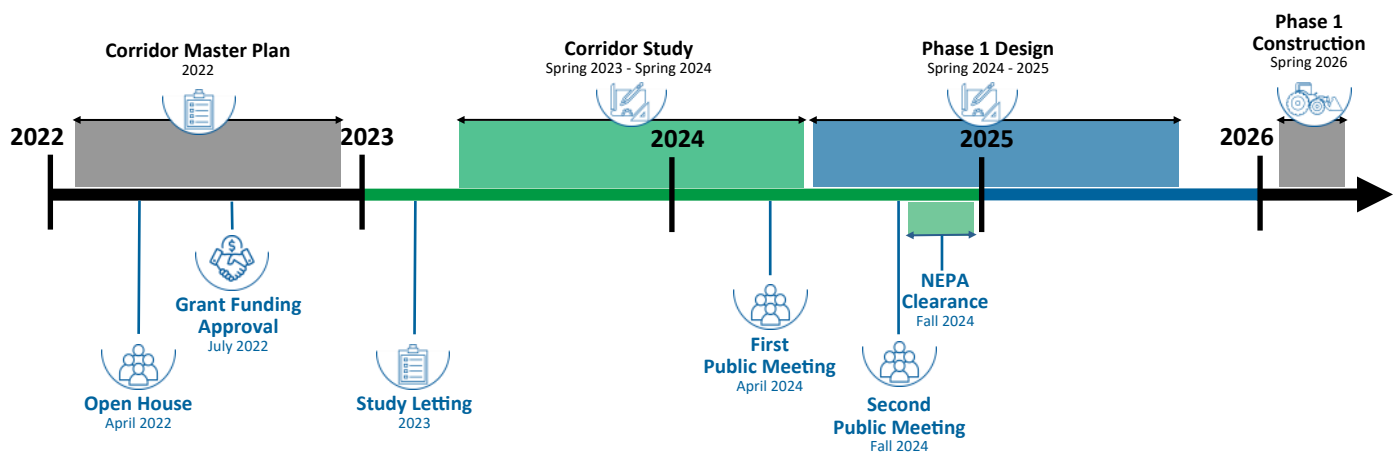 Corridor Master Plan
2022
Corridor Study
Spring 2023 - Spring 2024
Phase 1 Design
Spring 2024 - 2025
Phase 1
Construction
Spring 2026
2022
2023
2024
2025
2026
$
Grant Funding
Approval
July 2022
Open House
April 2022
Study Letting
2023
First
Public Meeting
April 2024
NEPA
Clearance
Fall 2024
Second
Public Meeting
Fall 2024